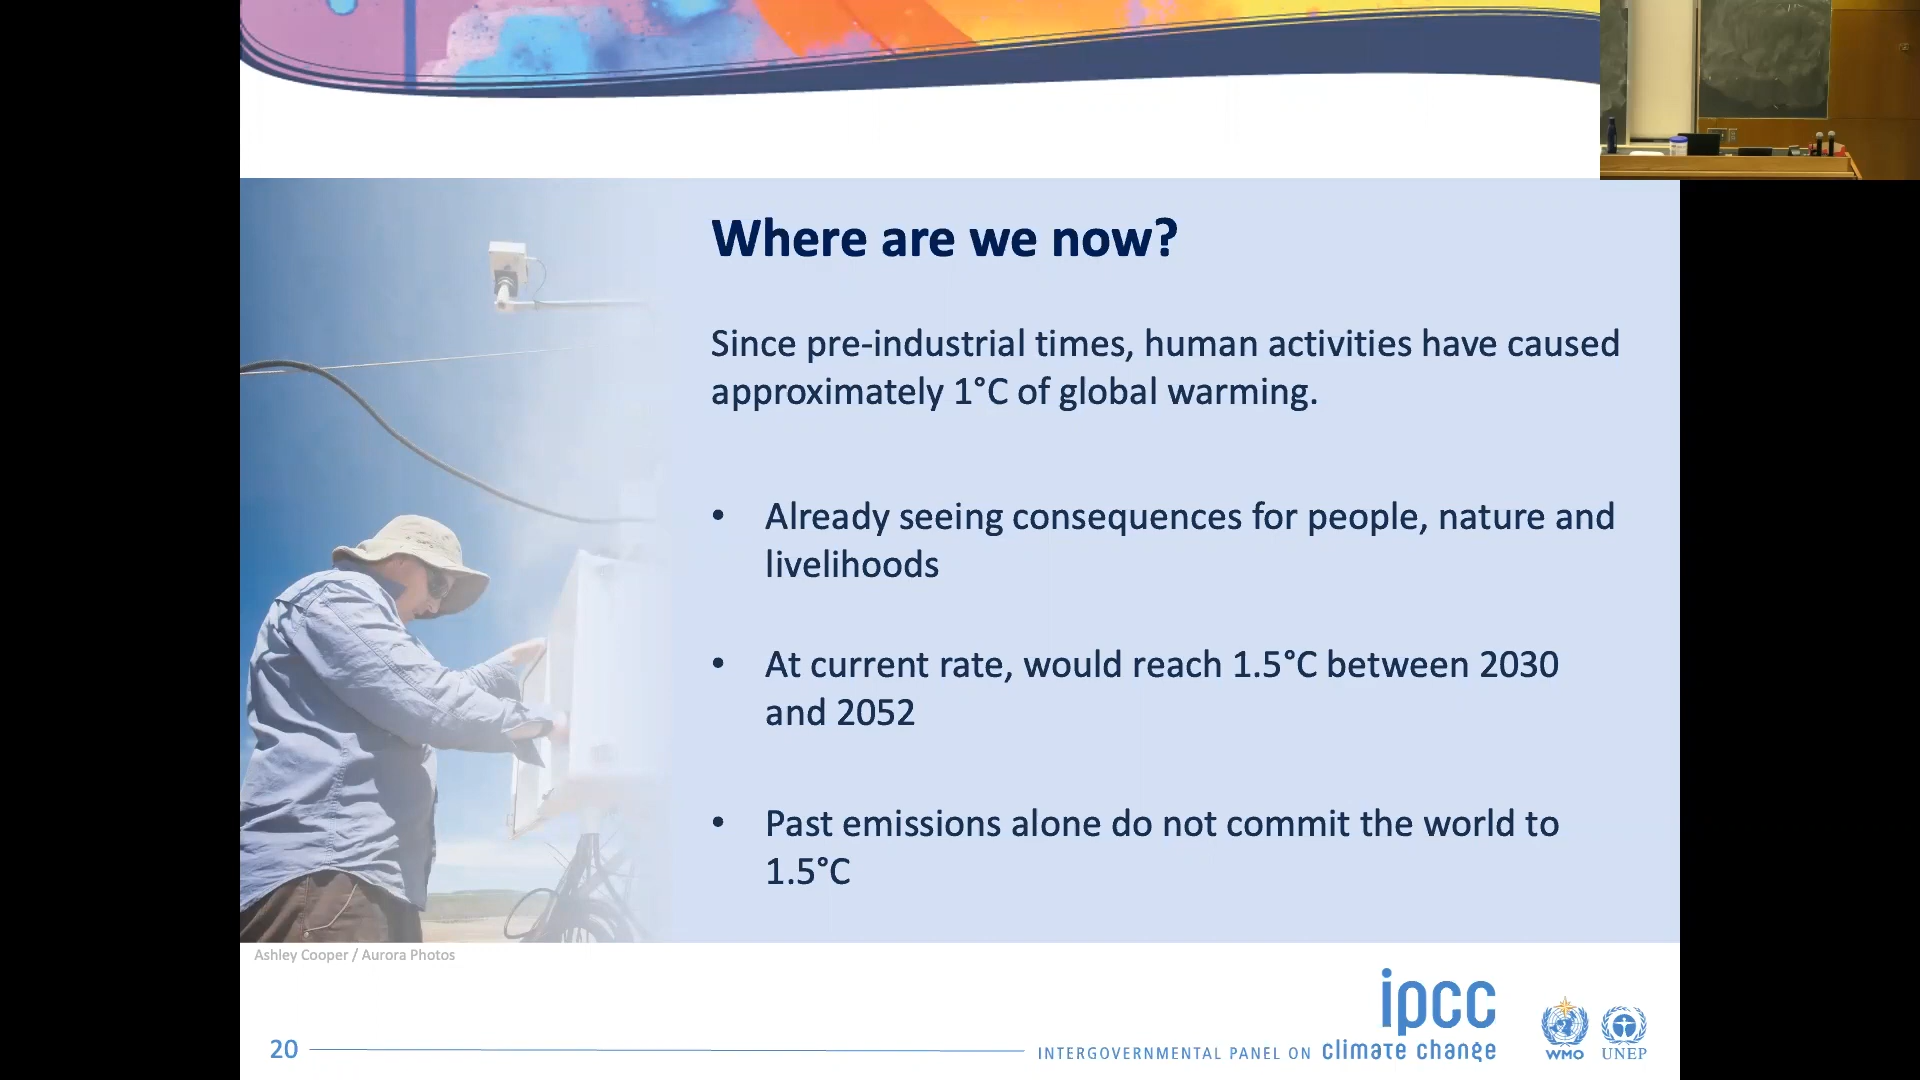 Where are we now?
Since pre-industrial times, human activities have caused
approximately 1°C of global warming.
• Already seeing consequences for people, nature and
livelihoods
• At current rate, would reach 1.5°C between 2030
and 2052
• Past emissions alone do not commit the world to
1.5°C
Ashley Cooper / Aurora Photos
20
ipcc
INTERGOVERNMENTAL PANEL ON climate change
WMO
UNEP